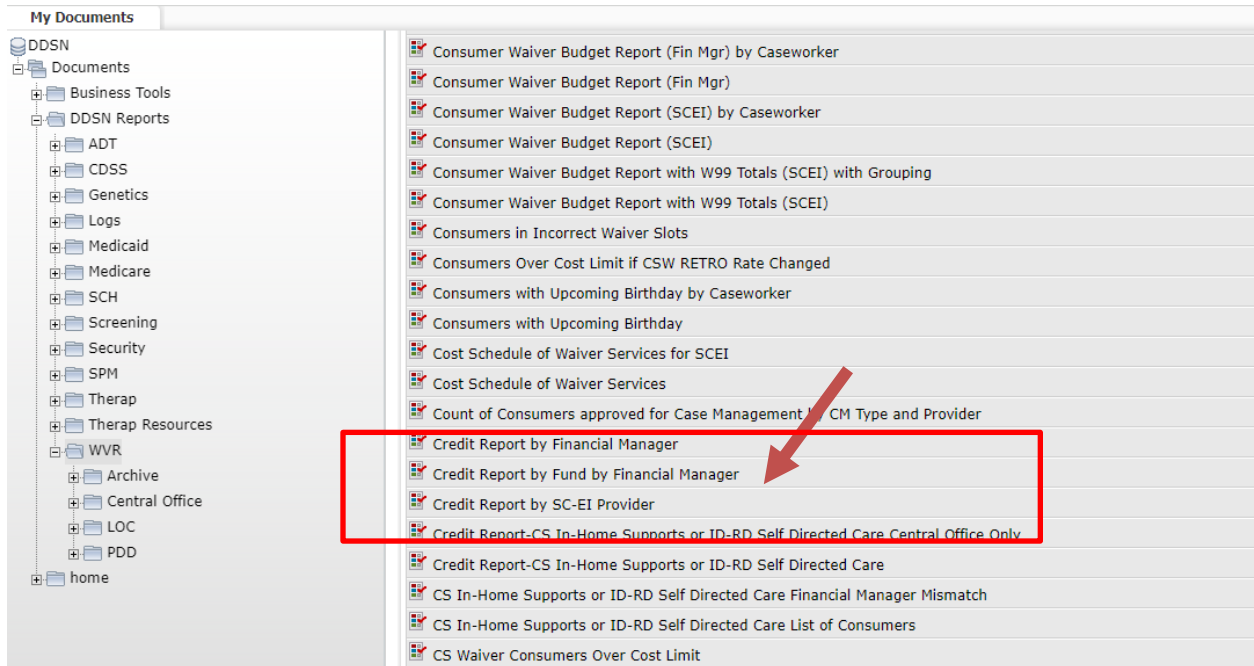 My Documents
DDSN
Documents
Business Tools
DDSN Reports
ADT
CDSS
Genetics
Logs
Medicaid
Medicare
SCH
Screening
Security
SPM
Therap
Therap Resources
WVR
Archive
Central Office
LOC
PDD
home
Consumer Waiver Budget Report (Fin Mgr) by Caseworker
Consumer Waiver Budget Report (Fin Mgr)
Consumer Waiver Budget Report (SCEI) by Caseworker
Consumer Waiver Budget Report (SCEI)
Consumer Waiver Budget Report with W99 Totals (SCEI) with Grouping
Consumer Waiver Budget Report with W99 Totals (SCEI)
Consumers in Incorrect Waiver Slots
Consumers Over Cost Limit if CSW RETRO Rate Changed
Consumers with Upcoming Birthday by Caseworker
Consumers with Upcoming Birthday
Cost Schedule of Waiver Services for SCEI
Cost Schedule of Waiver Services
Count of Consumers approved for Case Management by CM Type and Provider
Credit Report by Financial Manager
Credit Report by Fund by Financial Manager
Credit Report by SC-EI Provider
Credit Report-CS In-Home Supports or ID-RD Self Directed Care Central Office Only
Credit Report-CS In-Home Supports or ID-RD Self Directed Care
CS In-Home Supports or ID-RD Self Directed Care Financial Manager Mismatch
CS In-Home Supports or ID-RD Self Directed Care List of Consumers
CS Waiver Consumers Over Cost Limit